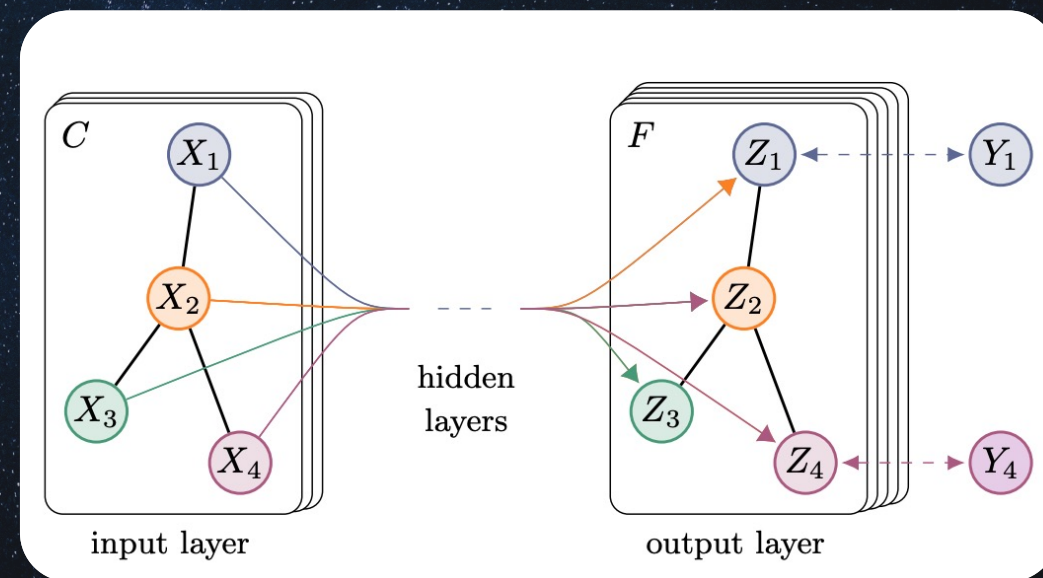 C
X₁
X₂
X₃
X₄
input layer
hidden
layers
F
Z₁
Z₂
Z₃
Z₄
output layer
Y₁
Y₄